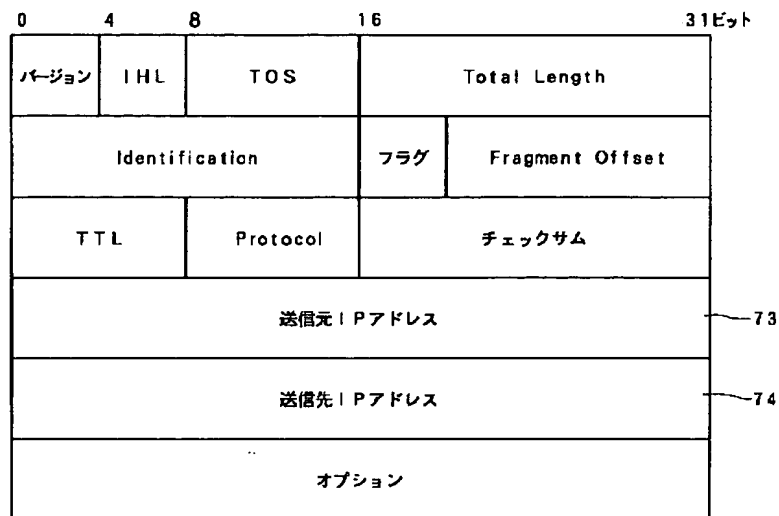 0 4 8 16 31ビット
バージョン IHL TOS Total Length
Identification フラグ Fragment Offset
TTL Protocol チェックサム
送信元IPアドレス 73
送信先IPアドレス 74
オプション